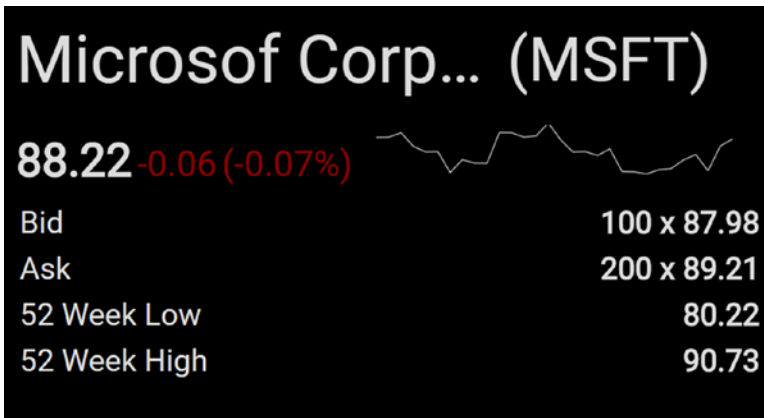 Microsof Corp... (MSFT)
88.22 -0.06 (-0.07%)
Bid 100 x 87.98
Ask 200 x 89.21
52 Week Low 80.22
52 Week High 90.73